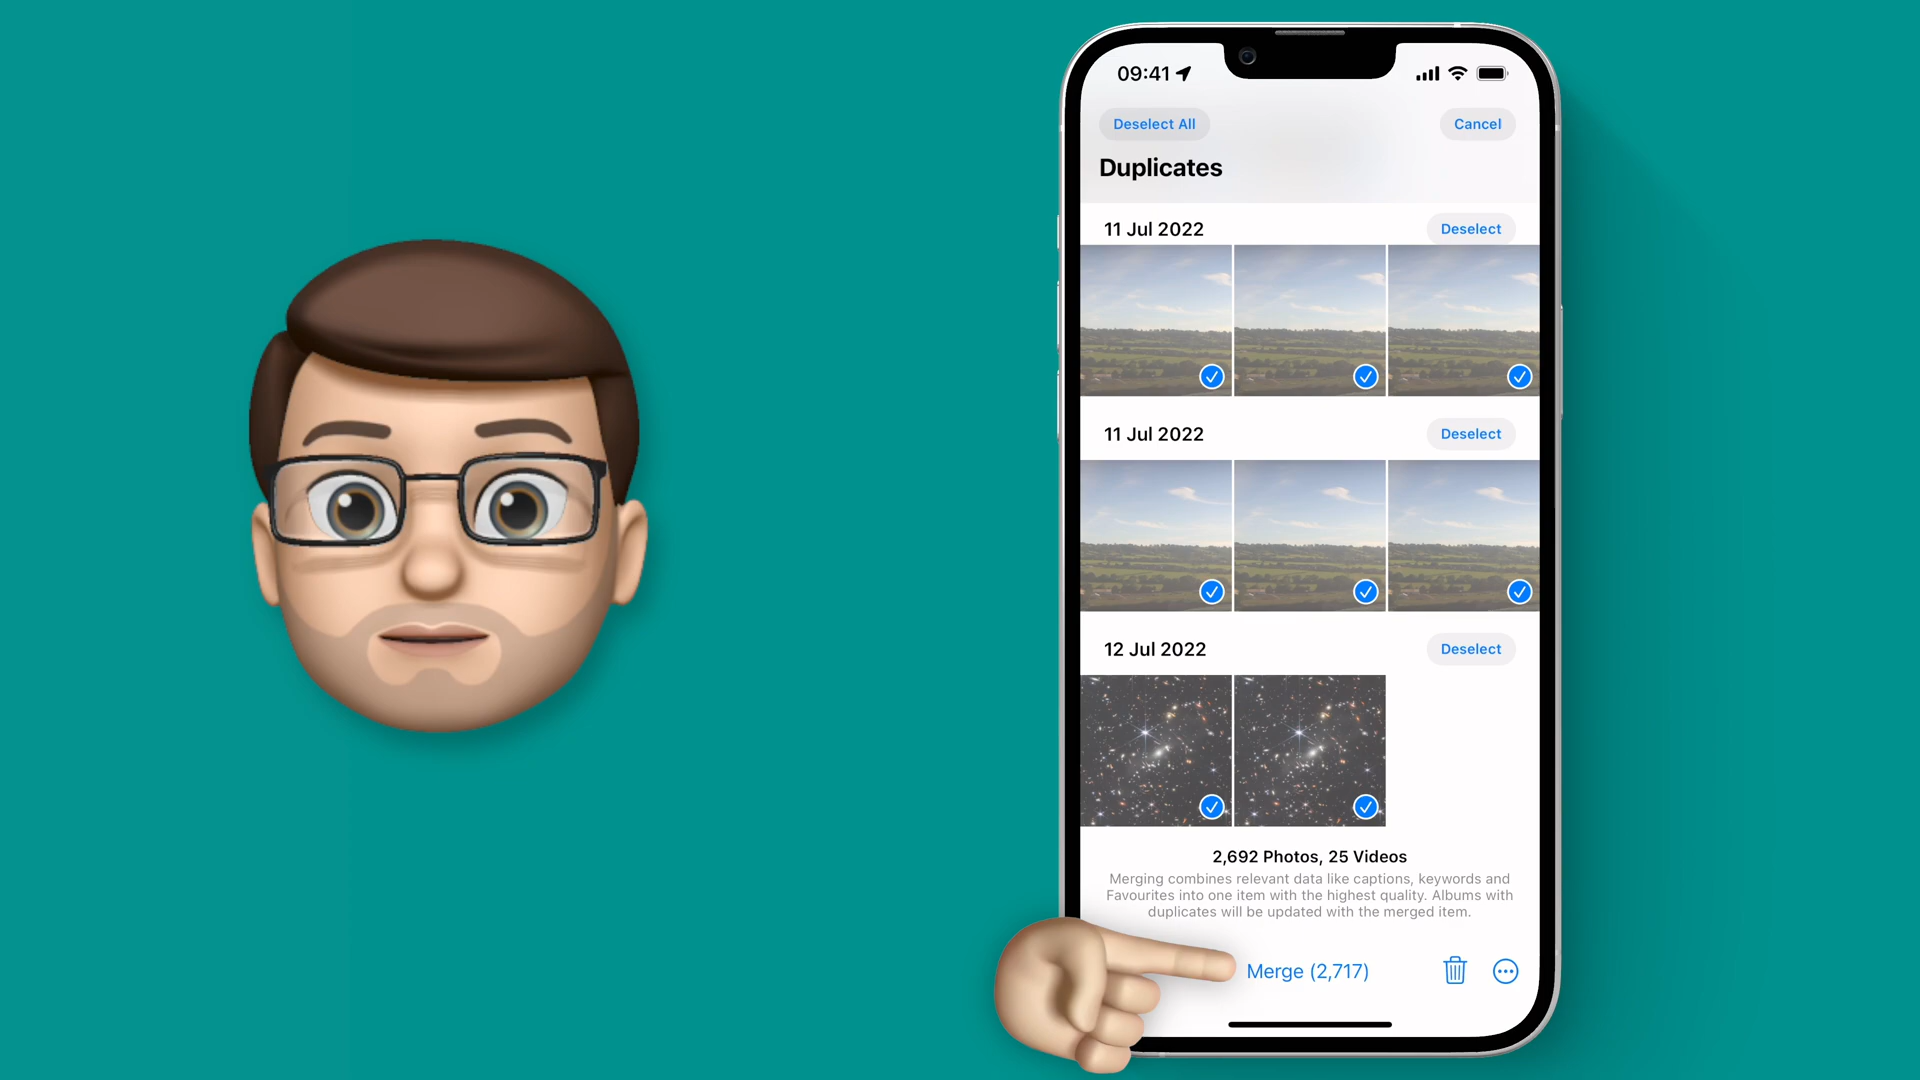 09:41
Deselect All
Cancel
Duplicates
11 Jul 2022
Deselect
11 Jul 2022
Deselect
12 Jul 2022
Deselect
2,692 Photos, 25 Videos
Merging combines relevant data like captions, keywords and
Favourites into one item with the highest quality. Albums with
duplicates will be updated with the merged item.
Merge (2,717)